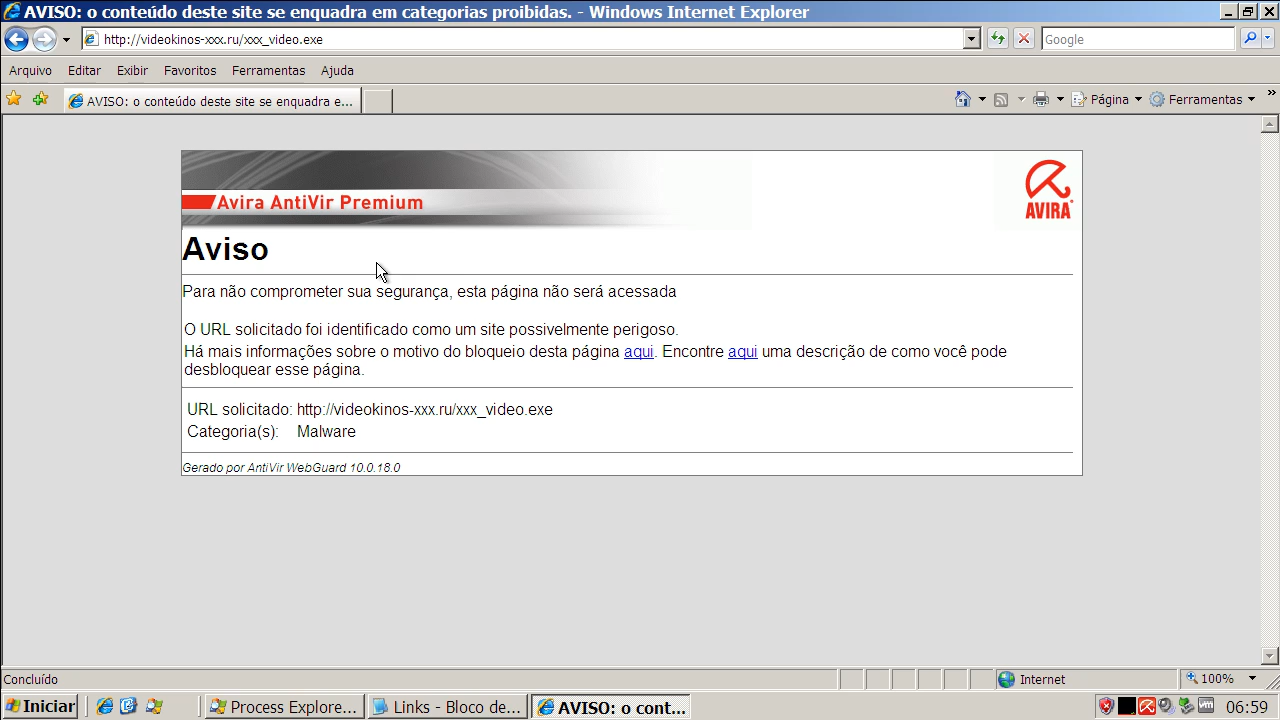 AVISO: o conteúdo deste site se enquadra em categorias proibidas. - Windows Internet Explorer
http://videokinos-xxx.ru/xxx_video.exe
Google
Arquivo Editar Exibir Favoritos Ferramentas Ajuda
AVISO: o conteúdo deste site se enquadra e...
Página Ferramentas »
Avira AntiVir Premium
AVIRA
Aviso
Para não comprometer sua segurança, esta página não será acessada
O URL solicitado foi identificado como um site possivelmente perigoso.
Há mais informações sobre o motivo do bloqueio desta página aqui. Encontre aqui uma descrição de como você pode
desbloquear esse página.
URL solicitado: http://videokinos-xxx.ru/xxx_video.exe
Categoria(s): Malware
Gerado por AntiVir WebGuard 10.0.18.0
Concluído
Internet
100%
Iniciar
Process Explore...
Links - Bloco de...
AVISO: o cont...
06:59